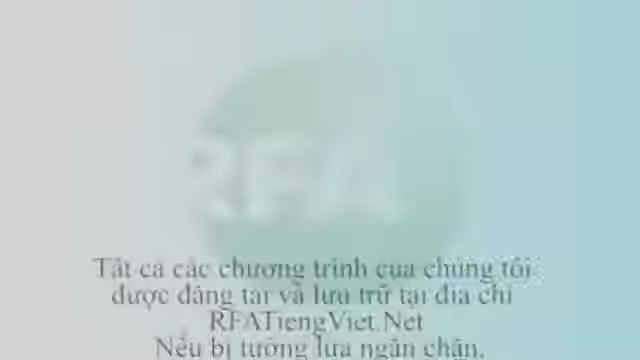 RFA
Tất cả các chương trình của chúng tôi
được đăng tải và lưu trữ tại địa chỉ
RFATiengViet.Net
Nếu bị tường lửa ngăn chặn,